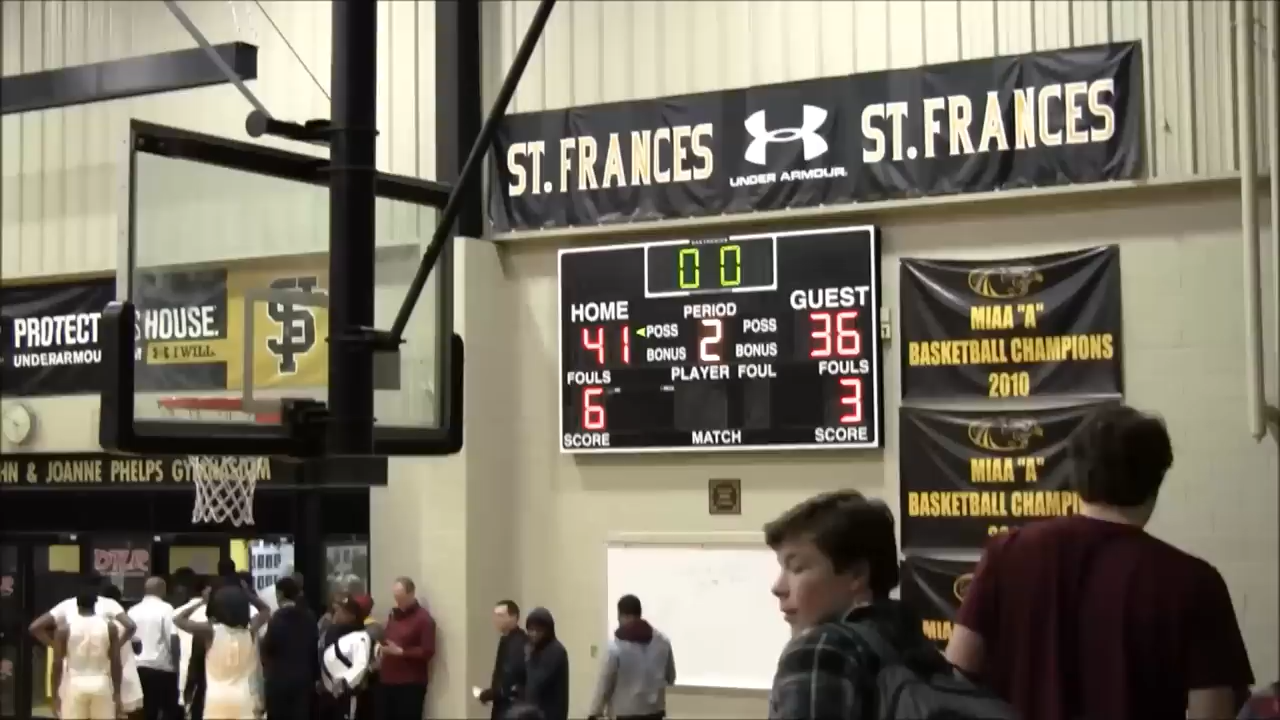 ST. FRANCES UNDER ARMOUR. ST. FRANCES
00
HOME PERIOD GUEST
41 POSS 2 POSS 36
BONUS BONUS
FOULS PLAYER FOUL FOULS
6 3
SCORE MATCH SCORE
PROTECT HOUSE.
UNDERARMOU I WILL.
HN & JOANNE PHELPS GYMNASIUM
MIAA "A"
BASKETBALL CHAMPIONS
2010
MIAA "A"
BASKETBALL CHAMPI
MIA